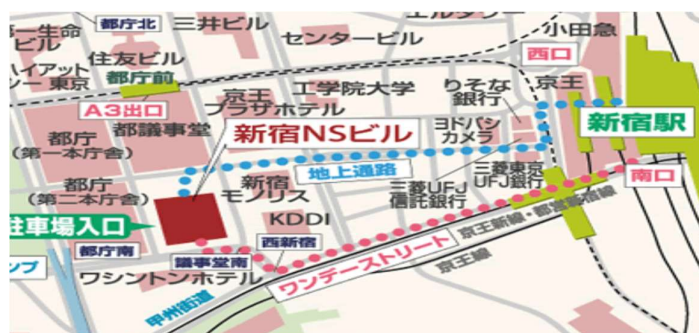 都庁北
三井ビル
エルタワー
小田急
第一生命
ビル
センタービル
西口
住友ビル
ハイアット
東京
都庁前
工学院大学
りそな
銀行
京王
A3出口
京王
プラザホテル
ヨドバシ
カメラ
新宿駅
都議事堂
新宿NSビル
都庁
(第一本庁舎)
地上通路
三菱東京
UFJ銀行
南口
都庁
(第二本庁舎)
新宿
モノリス
三菱UFJ
信託銀行
駐車場入口
KDDI
都庁南
西新宿
京王新線・都営新宿線
議事堂南
ワシントンホテル
ワンデーストリート
京王線
甲州街道